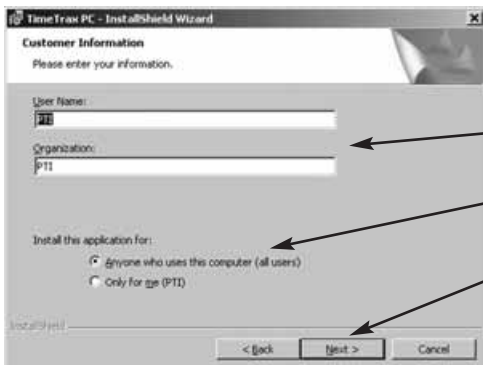 TimeTrax PC - InstallShield Wizard
Customer Information
Please enter your information.
User Name:
PTI
Organization:
PTI
Install this application for:
Anyone who uses this computer (all users)
Only for me (PTI)
InstallShield
< Back Next > Cancel